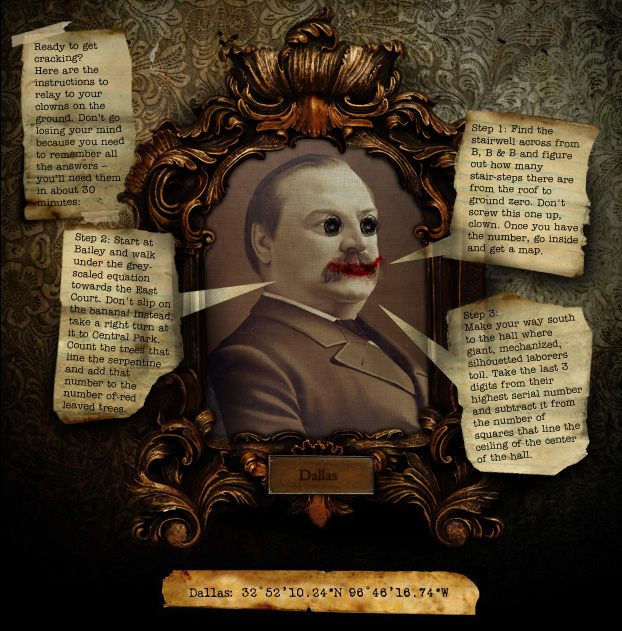 Ready to get
cracking?
Here are the
instructions to
relay to your
clowns on the
ground. Don't go
losing your mind
because you need
to remember all
the answers –
you'll need them
in about 30
minutes:
Step 1: Find the
stairwell across from
B, B & B and figure
out how many
stair-steps there are
from the roof to
ground zero. Don't
screw this one up,
clown. Once you have
the number, go inside
and get a map.
Step 2: Start at
Bailey and walk
under the grey-
scaled equation
towards the East
Court. Don't slip on
the banana! Instead,
take a right turn at
it to Central Park.
Count the trees that
line the serpentine
and add that
number to the
number of red
leaved trees.
Step 3:
Make your way south
to the hall where
giant, mechanized,
silhouetted laborers
toil. Take the last 3
digits from their
highest serial number
and subtract it from
the number of
squares that line the
ceiling of the center
of the hall.
Dallas
Dallas: 32°52'10.24"N 96°46'16.74"W